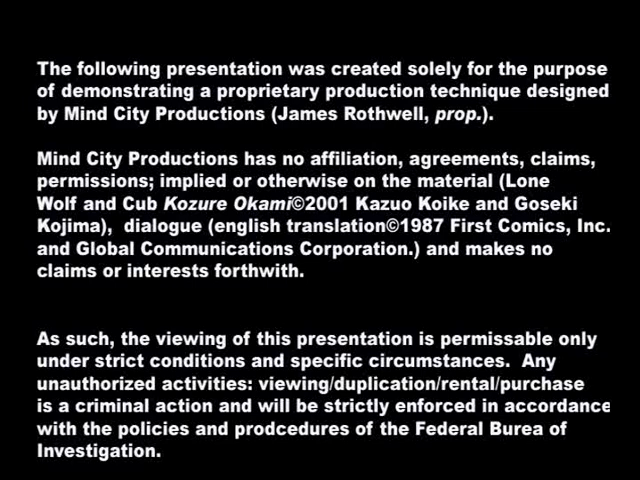 The following presentation was created solely for the purpose
of demonstrating a proprietary production technique designed
by Mind City Productions (James Rothwell, prop.).
Mind City Productions has no affiliation, agreements, claims,
permissions; implied or otherwise on the material (Lone
Wolf and Cub Kozure Okami©2001 Kazuo Koike and Goseki
Kojima), dialogue (english translation©1987 First Comics, Inc.
and Global Communications Corporation.) and makes no
claims or interests forthwith.
As such, the viewing of this presentation is permissable only
under strict conditions and specific circumstances. Any
unauthorized activities: viewing/duplication/rental/purchase
is a criminal action and will be strictly enforced in accordance
with the policies and prodcedures of the Federal Burea of
Investigation.